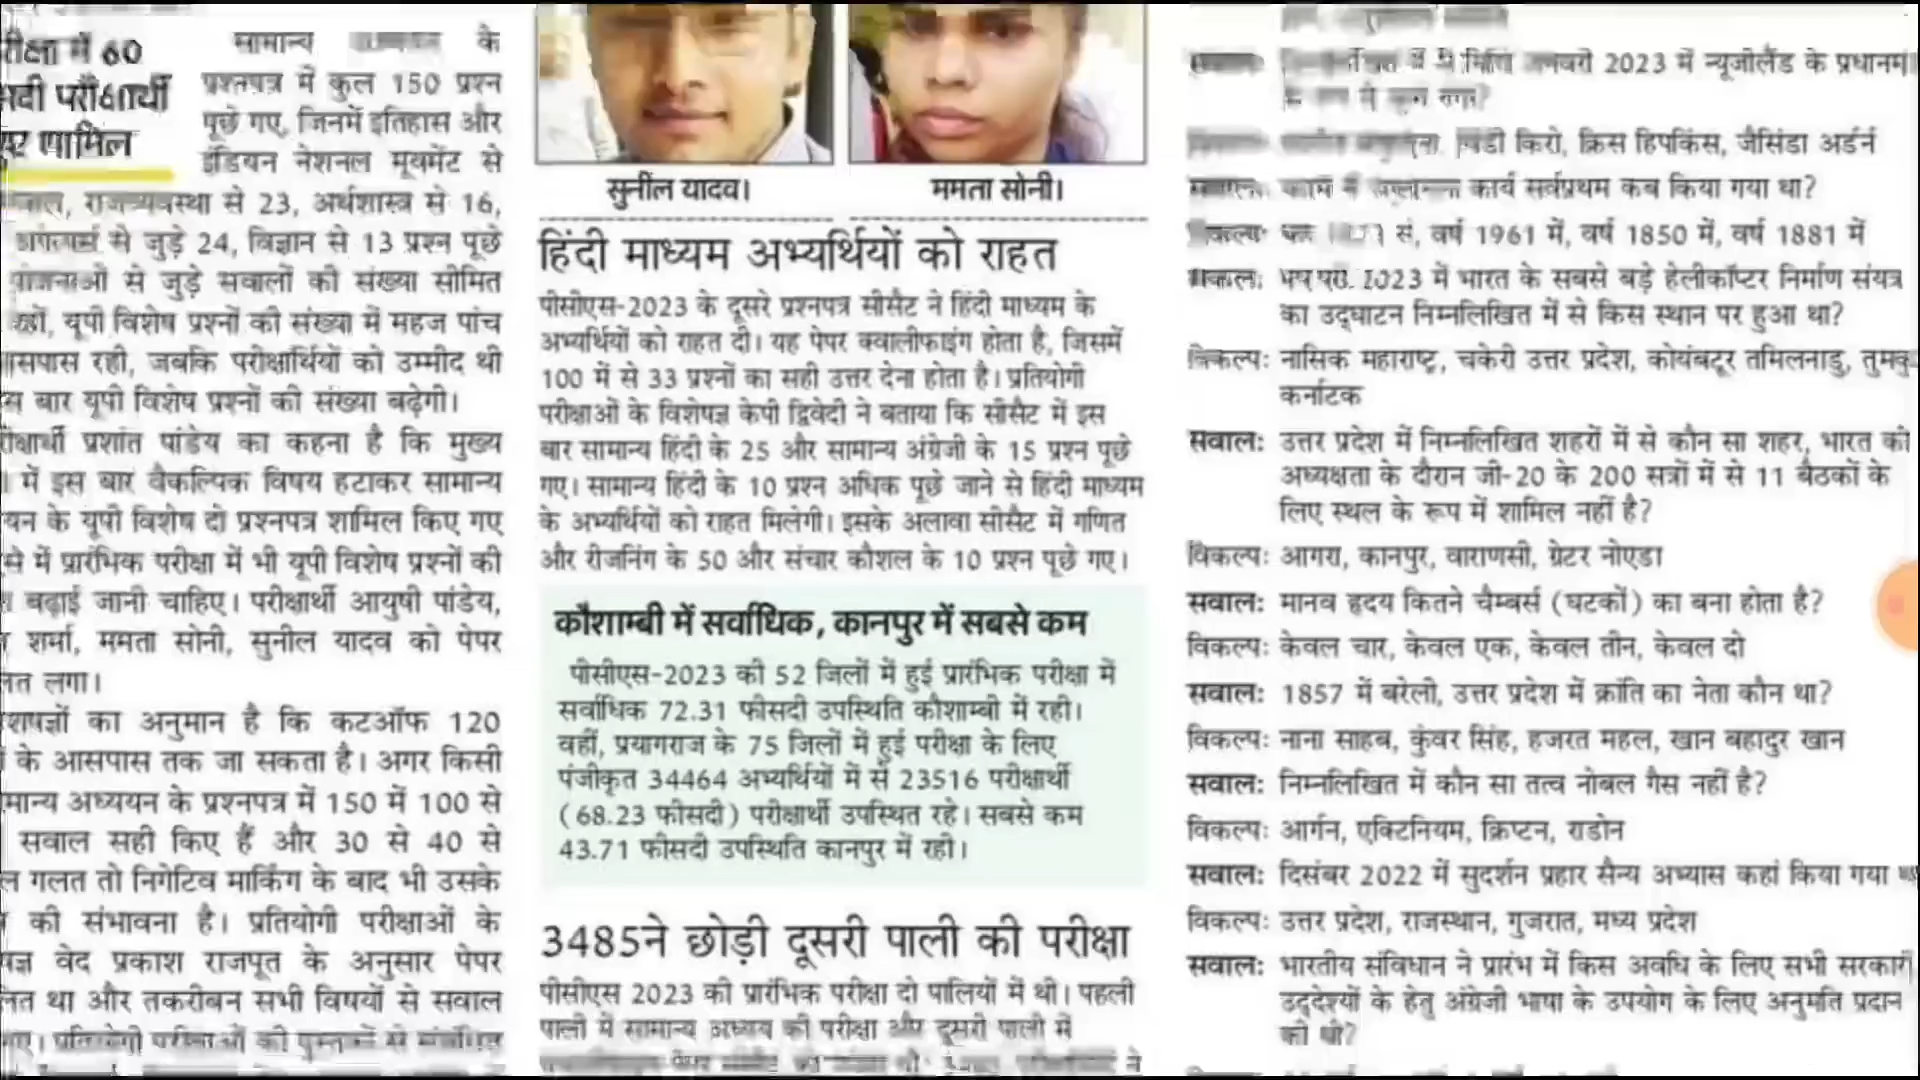 में 60
सामान्य के
प्रश्नपत्र में कुल 150 प्रश्न
पूछे गए, जिनमें इतिहास और
इंडियन नेशनल मूवमेंट से
से 23, अर्थशास्त्र से 16,
से जुड़े 24, विज्ञान से 13 प्रश्न पूछे
से जुड़े सवालों की संख्या सीमित
यूपी विशेष प्रश्नों की संख्या में महज पांच
रही, जबकि परीक्षार्थियों को उम्मीद थी
बार यूपी विशेष प्रश्नों की संख्या बढ़ेगी।
प्रशांत पांडेय का कहना है कि मुख्य
में इस बार वैकल्पिक विषय हटाकर सामान्य
के यूपी विशेष दो प्रश्नपत्र शामिल किए गए
में प्रारंभिक परीक्षा में भी यूपी विशेष प्रश्नों की
बढ़ाई जानी चाहिए। परीक्षार्थी आयुषी पांडेय,
शर्मा, ममता सोनी, सुनील यादव को पेपर
लगा।
का अनुमान है कि कटऑफ 120
के आसपास तक जा सकता है। अगर किसी
अध्ययन के प्रश्नपत्र में 150 में 100 से
सवाल सही किए हैं और 30 से 40 से
गलत तो निगेटिव मार्किंग के बाद भी उसके
की संभावना है। प्रतियोगी परीक्षाओं के
वेद प्रकाश राजपूत के अनुसार पेपर
था और तकरीबन सभी विषयों से सवाल
सुनील यादव।
ममता सोनी।
हिंदी माध्यम अभ्यर्थियों को राहत
पीसीएस-2023 के दूसरे प्रश्नपत्र सीसैट ने हिंदी माध्यम के
अभ्यर्थियों को राहत दी। यह पेपर क्वालीफाइंग होता है, जिसमें
100 में से 33 प्रश्नों का सही उत्तर देना होता है। प्रतियोगी
परीक्षाओं के विशेषज्ञ केपी द्विवेदी ने बताया कि सीसैट में इस
बार सामान्य हिंदी के 25 और सामान्य अंग्रेजी के 15 प्रश्न पूछे
गए। सामान्य हिंदी के 10 प्रश्न अधिक पूछे जाने से हिंदी माध्यम
के अभ्यर्थियों को राहत मिलेगी। इसके अलावा सीसैट में गणित
और रीजनिंग के 50 और संचार कौशल के 10 प्रश्न पूछे गए।
कौशाम्बी में सर्वाधिक, कानपुर में सबसे कम
पीसीएस-2023 की 52 जिलों में हुई प्रारंभिक परीक्षा में
सर्वाधिक 72.31 फीसदी उपस्थिति कौशाम्बी में रही।
वहीं, प्रयागराज के 75 जिलों में हुई परीक्षा के लिए
पंजीकृत 34464 अभ्यर्थियों में से 23516 परीक्षार्थी
(68.23 फीसदी) परीक्षार्थी उपस्थित रहे। सबसे कम
43.71 फीसदी उपस्थिति कानपुर में रही।
3485ने छोड़ी दूसरी पाली की परीक्षा
पीसीएस 2023 की प्रारंभिक परीक्षा दो पालियों में थी। पहली
पाली में सामान्य अध्यय की परीक्षा और दूसरी पाली में
2023 में न्यूजीलैंड के
किरो, क्रिस हिपकिंस, जैसिंडा अर्डर्न
कार्य सर्वप्रथम कब किया गया था?
वर्ष 1961 में, वर्ष 1850 में, वर्ष 1881 में
2023 में भारत के सबसे बड़े हेलीकॉप्टर निर्माण संयत्र
का उद्घाटन निम्नलिखित में से किस स्थान पर हुआ था?
विकल्प: नासिक महाराष्ट्र, चकेरी उत्तर प्रदेश, कोयंबटूर तमिलनाडु,
कर्नाटक
सवाल: उत्तर प्रदेश में निम्नलिखित शहरों में से कौन सा शहर, भारत की
अध्यक्षता के दौरान जी-20 के 200 सत्रों में से 11 बैठकों के
लिए स्थल के रूप में शामिल नहीं है?
विकल्प: आगरा, कानपुर, वाराणसी, ग्रेटर नोएडा
सवाल: मानव हृदय कितने चैम्बर्स (घटकों) का बना होता है?
विकल्प: केवल चार, केवल एक, केवल तीन, केवल दो
सवाल: 1857 में बरेली, उत्तर प्रदेश में क्रांति का नेता कौन था?
विकल्प: नाना साहब, कुंवर सिंह, हजरत महल, खान बहादुर खान
सवाल: निम्नलिखित में कौन सा तत्व नोबल गैस नहीं है?
विकल्प: आर्गन, एक्टिनियम, क्रिप्टन, राडोन
सवाल: दिसंबर 2022 में सुदर्शन प्रहार सैन्य अभ्यास कहां किया गया
विकल्प: उत्तर प्रदेश, राजस्थान, गुजरात, मध्य प्रदेश
सवाल: भारतीय संविधान ने प्रारंभ में किस अवधि के लिए सभी सरकारी
उद्देश्यों के हेतु अंग्रेजी भाषा के उपयोग के लिए अनुमति प्रदान
की थी?